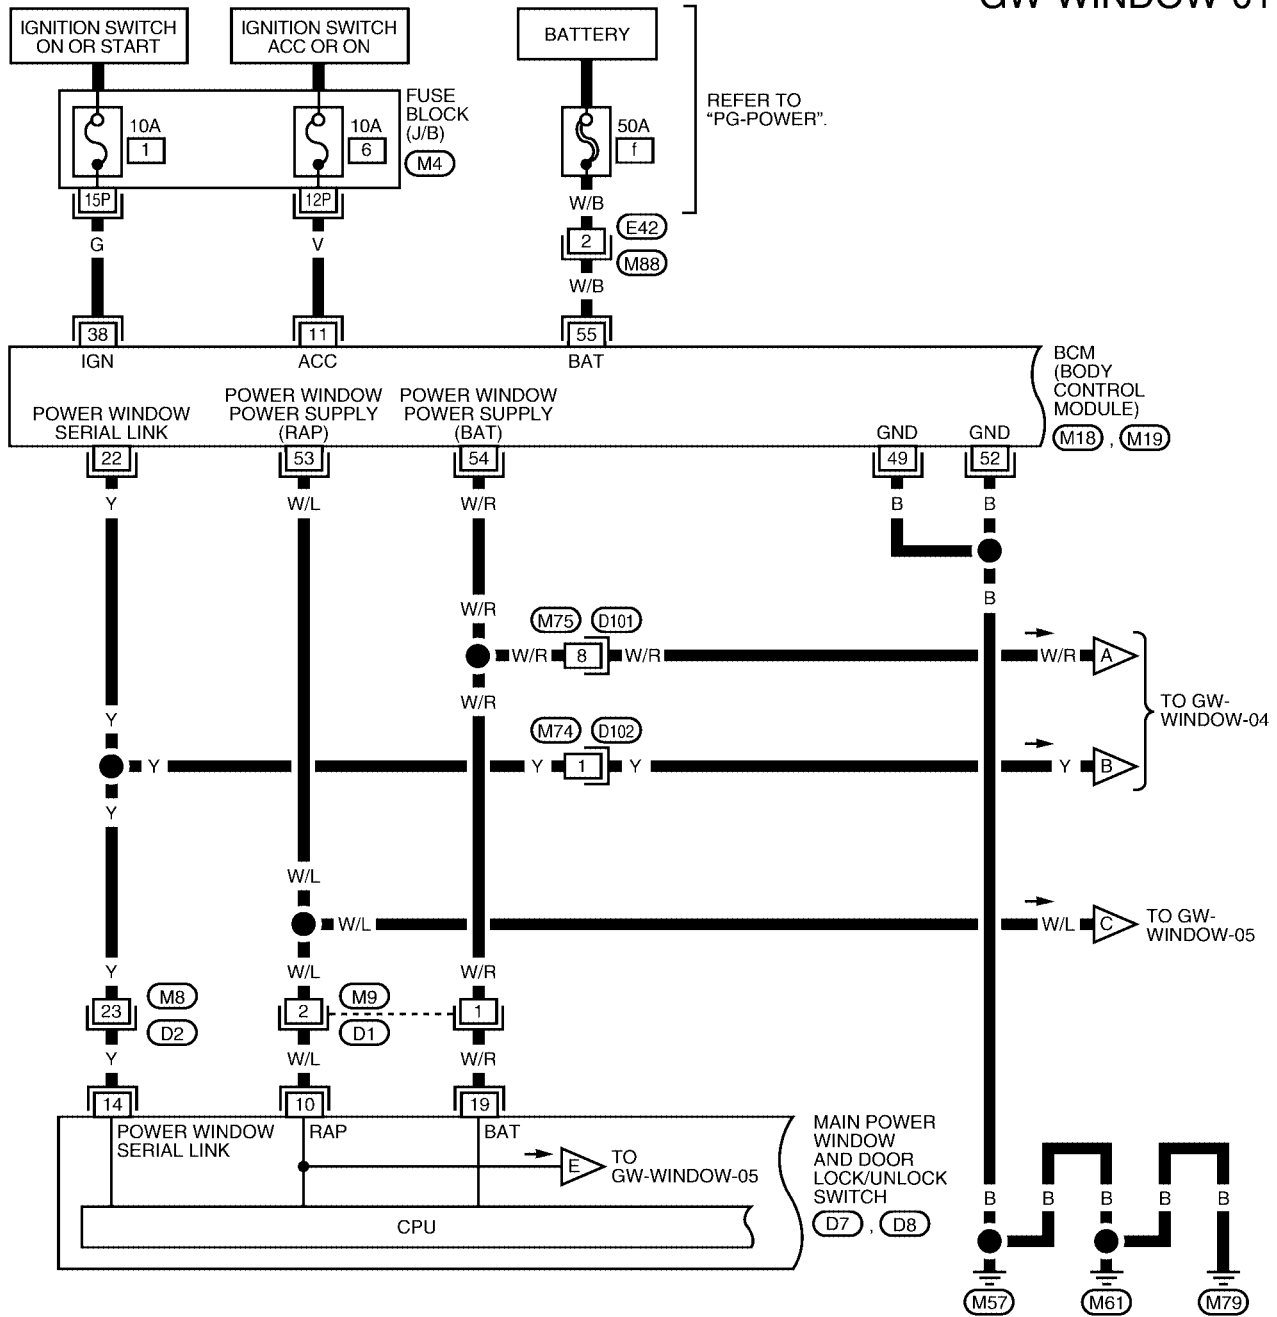 GW-WINDOW-01
IGNITION SWITCH
ON OR START
IGNITION SWITCH
ACC OR ON
BATTERY
REFER TO
“PG-POWER”.
FUSE
BLOCK
(J/B)
M4
10A
1
10A
6
50A
f
15P
12P
W/B
G
V
2
E42
M88
W/B
38
11
55
IGN
ACC
BAT
BCM
(BODY
CONTROL
MODULE)
M18 , M19
POWER WINDOW
SERIAL LINK
POWER WINDOW
POWER SUPPLY
(RAP)
POWER WINDOW
POWER SUPPLY
(BAT)
GND
GND
22
53
54
49
52
Y
W/L
W/R
B
B
B
W/R
M75
D101
W/R
8
W/R
W/R
A
W/R
TO GW-
WINDOW-04
Y
M74
D102
Y
Y
1
Y
Y
B
Y
W/L
W/L
W/L
C
TO GW-
WINDOW-05
Y
W/L
W/R
23
M8
D2
2
M9
D1
1
Y
W/L
W/R
14
10
19
POWER WINDOW
SERIAL LINK
RAP
BAT
E
TO
GW-WINDOW-05
CPU
MAIN POWER
WINDOW
AND DOOR
LOCK/UNLOCK
SWITCH
D7 , D8
B
B
B
B
B
M57
M61
M79